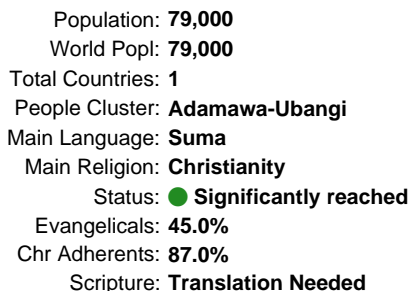 Population: 79,000
World Popl: 79,000
Total Countries: 1
People Cluster: Adamawa-Ubangi
Main Language: Suma
Main Religion: Christianity
Status: Significantly reached
Evangelicals: 45.0%
Chr Adherents: 87.0%
Scripture: Translation Needed